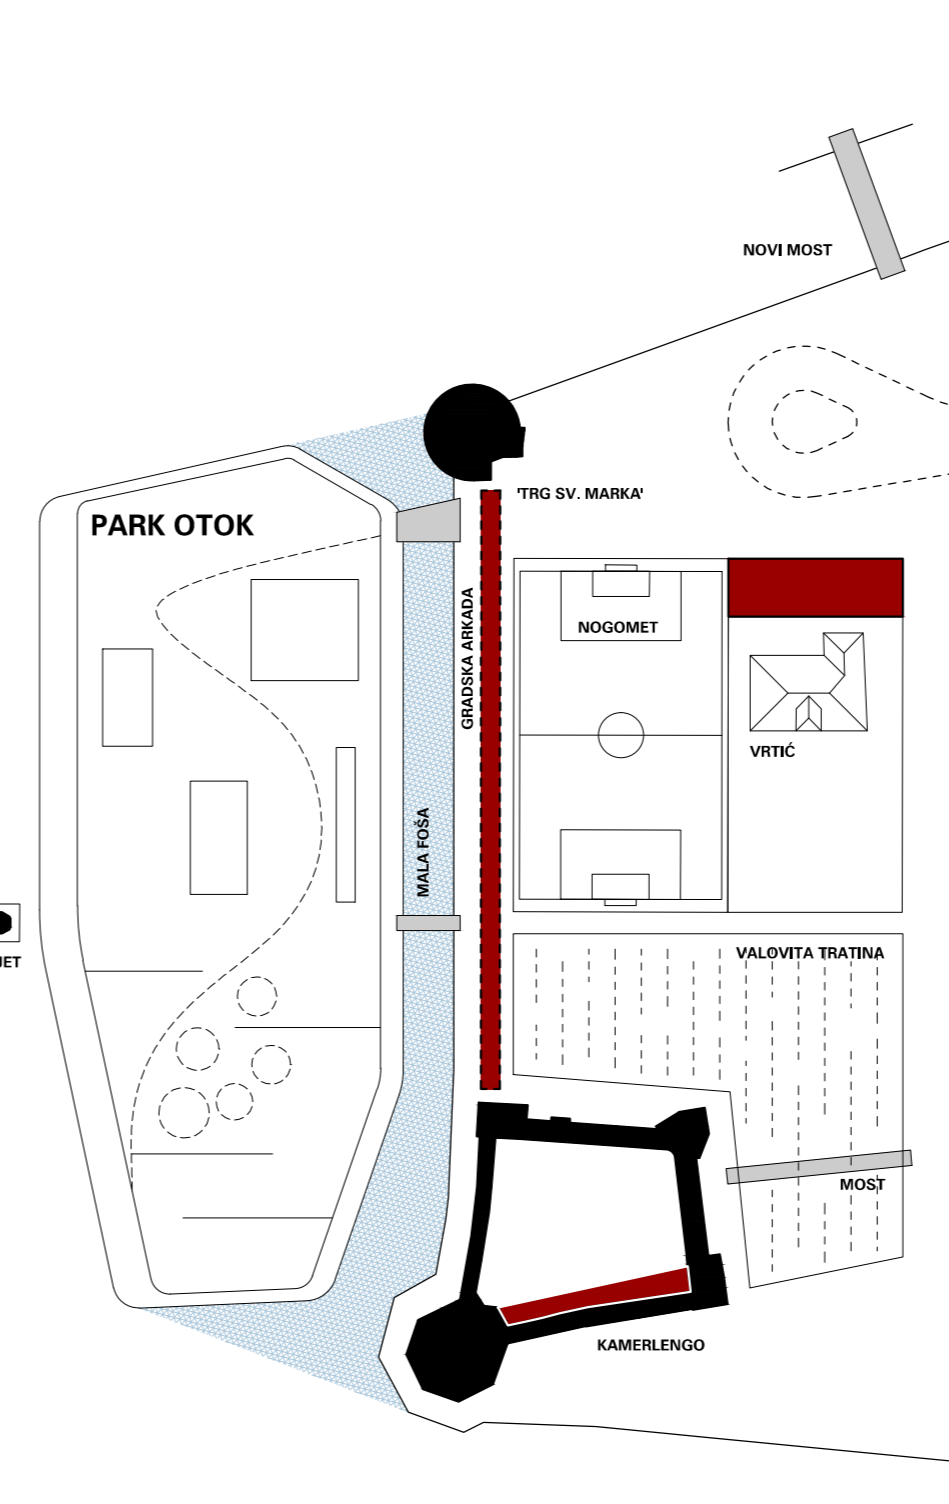 NOVI MOST
'TRG SV. MARKA'
PARK OTOK
GRADSKA ARKADA
NOGOMET
VRTIĆ
MALA FOŠA
VALOVITA TRATINA
MOST
KAMERLENGO